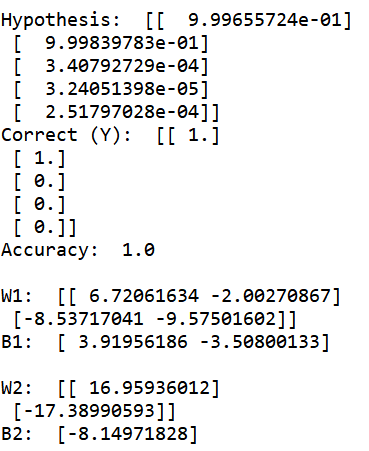 Hypothesis:  [[  9.99655724e-01]
 [  9.99839783e-01]
 [  3.40792729e-04]
 [  3.24051398e-05]
 [  2.51797028e-04]]
Correct (Y):  [[ 1.]
 [ 1.]
 [ 0.]
 [ 0.]
 [ 0.]]
Accuracy:  1.0
W1:  [[ 6.72061634 -2.00270867]
 [-8.53717041 -9.57501602]]
B1:  [ 3.91956186 -3.50800133]
W2:  [[ 16.95936012]
 [-17.38990593]]
B2:  [-8.14971828]